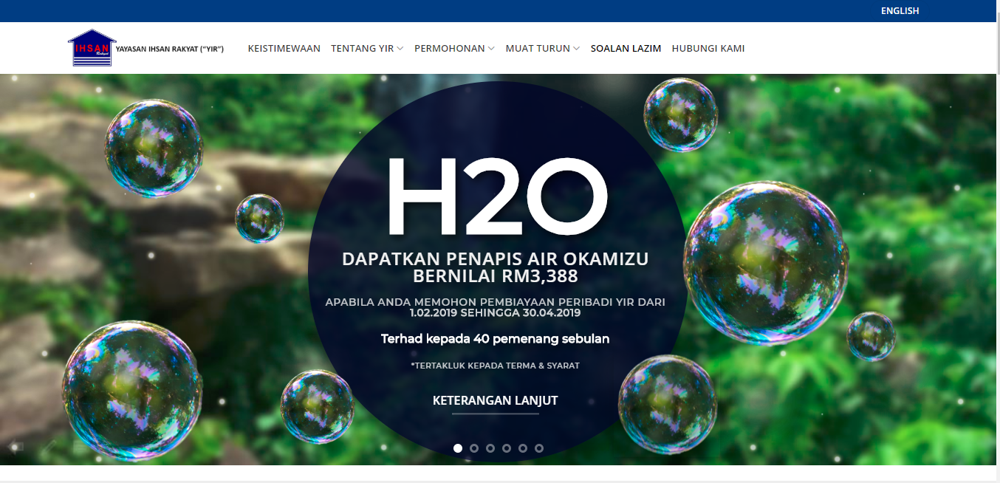 ENGLISH
IHSAN
Rakyat
YAYASAN IHSAN RAKYAT ("YIR")
KEISTIMEWAAN
TENTANG YIR
PERMOHONAN
MUAT TURUN
SOALAN LAZIM
HUBUNGI KAMI
H2O
DAPATKAN PENAPIS AIR OKAMIZU
BERNILAI RM3,388
APABILA ANDA MEMOHON PEMBIAYAAN PERIBADI YIR DARI
1.02.2019 SEHINGGA 30.04.2019
Terhad kepada 40 pemenang sebulan
*TERTAKLUK KEPADA TERMA & SYARAT
KETERANGAN LANJUT